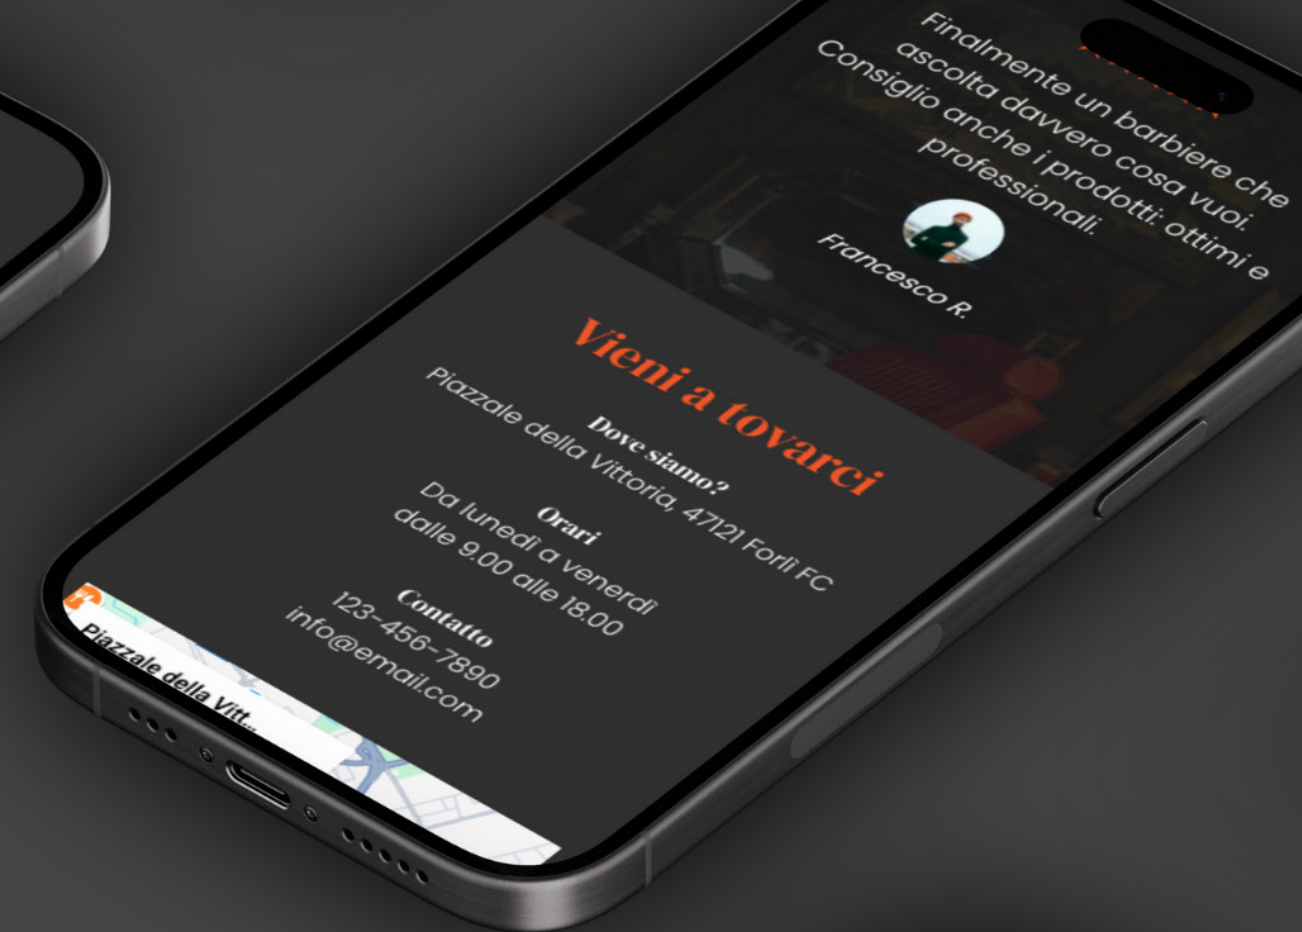 Finalmente un barbiere che
ascolta davvero cosa vuoi.
Consiglio anche i prodotti: ottimi e
professionali.
Francesco R.
Vieni a tovarci
Dove siamo?
Piazzale della Vittoria, 47121 Forlì FC
Orari
Da lunedì a venerdì
dalle 9.00 alle 18.00
Contatto
123-456-7890
info@email.com
Piazzale della Vitt...